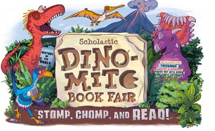 Scholastic
DINO-
MITE
BOOK FAIR
STOMP, CHOMP, AND READ!